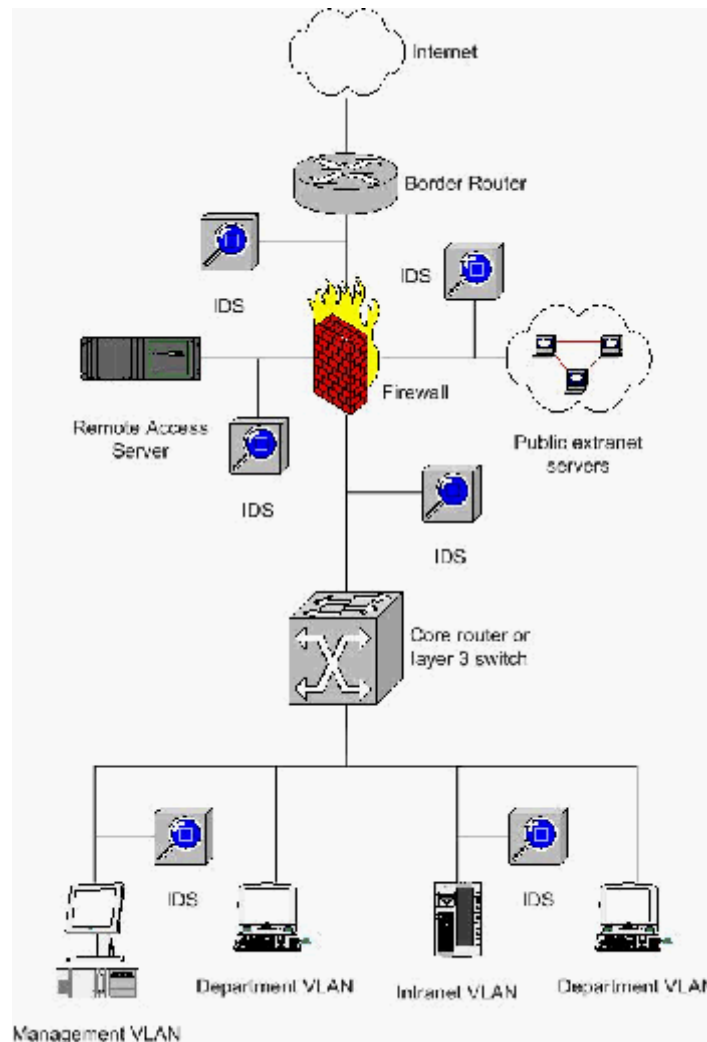 Internet
Border Router
IDS
IDS
Firewall
Remote Access
Server
Public extranet
servers
IDS
IDS
Core router or
layer 3 switch
IDS
IDS
Department VLAN
Intranet VLAN
Department VLAN
Management VLAN